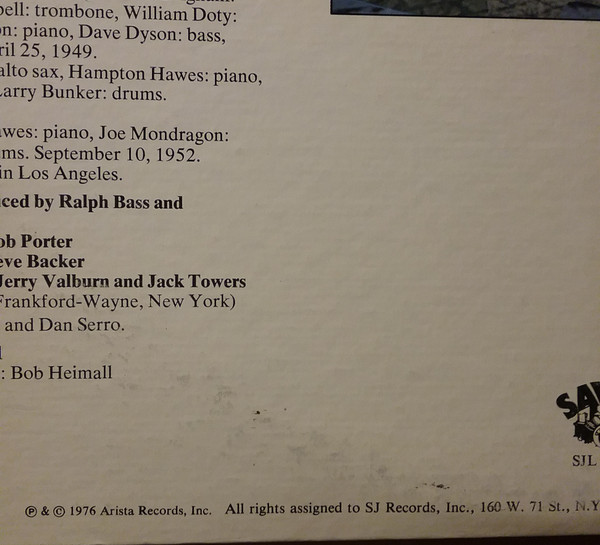 bell: trombone, William Doty:
on: piano, Dave Dyson: bass,
ril 25, 1949.
alto sax, Hampton Hawes: piano,
Larry Bunker: drums.
awes: piano, Joe Mondragon:
ms. September 10, 1952.
in Los Angeles.
ced by Ralph Bass and
ob Porter
eve Backer
Jerry Valburn and Jack Towers
Frankford-Wayne, New York)
and Dan Serro.
: Bob Heimall
SA
SJL
℗ & © 1976 Arista Records, Inc. All rights assigned to SJ Records, Inc., 160 W. 71 St., N.Y